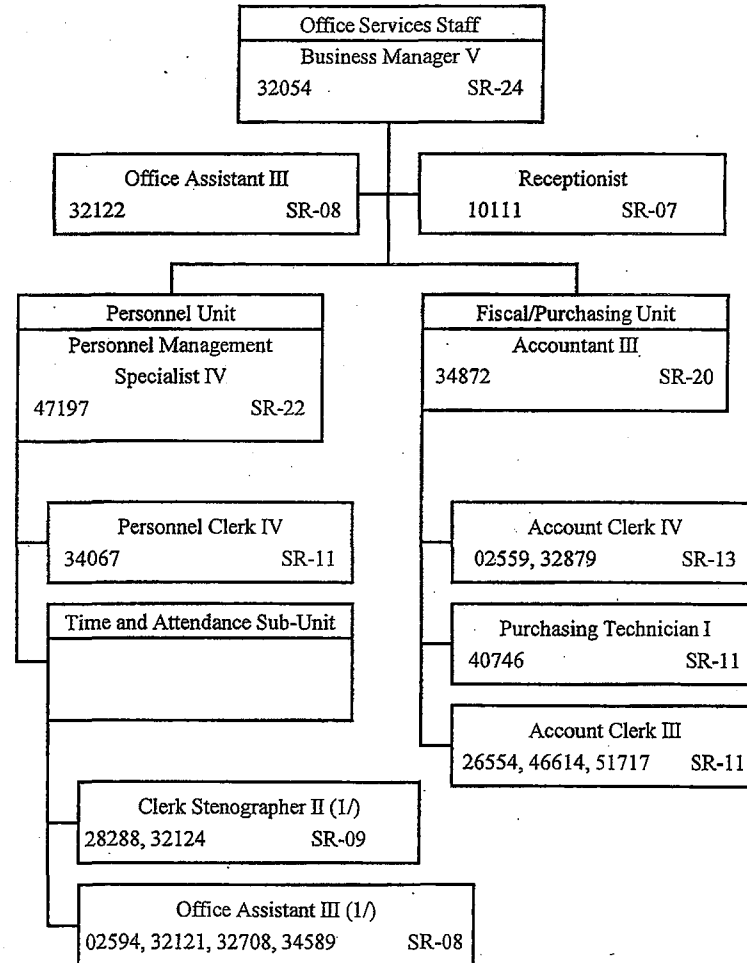 Office Services Staff
Business Manager V
32054 SR-24
Office Assistant III
32122 SR-08
Receptionist
10111 SR-07
Personnel Unit
Personnel Management
Specialist IV
47197 SR-22
Fiscal/Purchasing Unit
Accountant III
34872 SR-20
Personnel Clerk IV
34067 SR-11
Time and Attendance Sub-Unit
Clerk Stenographer II (1/)
28288, 32124 SR-09
Office Assistant III (1/)
02594, 32121, 32708, 34589 SR-08
Account Clerk IV
02559, 32879 SR-13
Purchasing Technician I
40746 SR-11
Account Clerk III
26554, 46614, 51717 SR-11